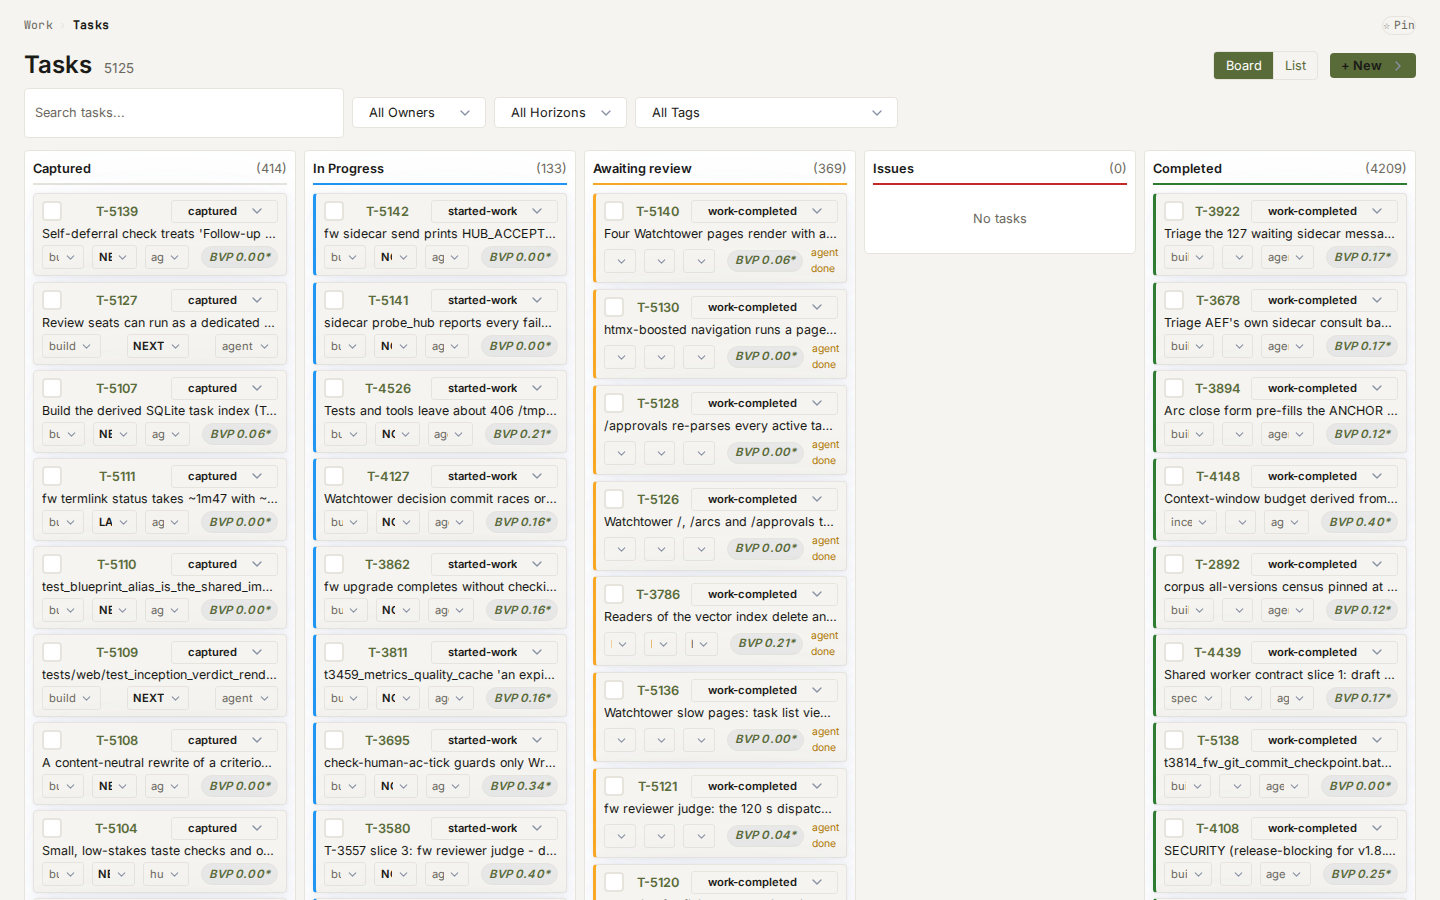 Work › Tasks
☆ Pin
Tasks 5125
Board List + New
Search tasks...
All Owners All Horizons All Tags
Captured (414)
T-5139 captured
Self-deferral check treats 'Follow-up ...
BVP 0.00*
T-5127 captured
Review seats can run as a dedicated ...
build NEXT agent
T-5107 captured
Build the derived SQLite task index (T...
BVP 0.06*
T-5111 captured
fw termlink status takes ~1m47 with ~...
BVP 0.00*
T-5110 captured
test_blueprint_alias_is_the_shared_im...
BVP 0.00*
T-5109 captured
tests/web/test_inception_verdict_rend...
build NEXT agent
T-5108 captured
A content-neutral rewrite of a criterio...
BVP 0.00*
T-5104 captured
Small, low-stakes taste checks and o...
BVP 0.00*
In Progress (133)
T-5142 started-work
fw sidecar send prints HUB_ACCEPT...
BVP 0.00*
T-5141 started-work
sidecar probe_hub reports every fail...
BVP 0.00*
T-4526 started-work
Tests and tools leave about 406 /tmp...
BVP 0.21*
T-4127 started-work
Watchtower decision commit races or...
BVP 0.16*
T-3862 started-work
fw upgrade completes without checki...
BVP 0.16*
T-3811 started-work
t3459_metrics_quality_cache 'an expi...
BVP 0.16*
T-3695 started-work
check-human-ac-tick guards only Wr...
BVP 0.34*
T-3580 started-work
T-3557 slice 3: fw reviewer judge - d...
BVP 0.40*
Awaiting review (369)
T-5140 work-completed
Four Watchtower pages render with a...
BVP 0.06* agent done
T-5130 work-completed
htmx-boosted navigation runs a page...
BVP 0.00* agent done
T-5128 work-completed
/approvals re-parses every active ta...
BVP 0.00* agent done
T-5126 work-completed
Watchtower /, /arcs and /approvals t...
BVP 0.00* agent done
T-3786 work-completed
Readers of the vector index delete an...
BVP 0.21* agent done
T-5136 work-completed
Watchtower slow pages: task list vie...
BVP 0.00* agent done
T-5121 work-completed
fw reviewer judge: the 120 s dispatc...
BVP 0.04* agent done
T-5120 work-completed
Issues (0)
No tasks
Completed (4209)
T-3922 work-completed
Triage the 127 waiting sidecar messa...
BVP 0.17*
T-3678 work-completed
Triage AEF's own sidecar consult ba...
BVP 0.17*
T-3894 work-completed
Arc close form pre-fills the ANCHOR ...
BVP 0.12*
T-4148 work-completed
Context-window budget derived from...
BVP 0.40*
T-2892 work-completed
corpus all-versions census pinned at ...
BVP 0.12*
T-4439 work-completed
Shared worker contract slice 1: draft ...
spec BVP 0.17*
T-5138 work-completed
t3814_fw_git_commit_checkpoint.bat...
BVP 0.00*
T-4108 work-completed
SECURITY (release-blocking for v1.8....
BVP 0.25*